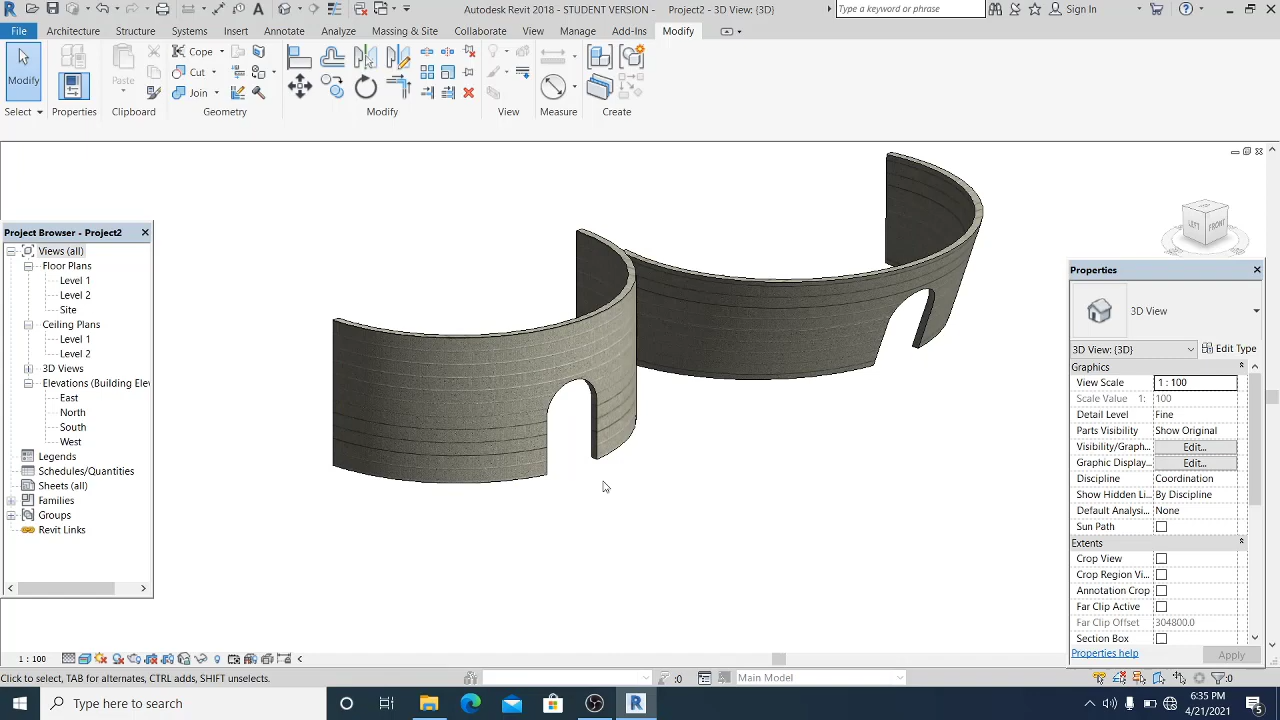 Autodesk Revit 2018 - STUDENT VERSION - Project2 - 3D View: {3D}
Type a keyword or phrase
Sign In
File Architecture Structure Systems Insert Annotate Analyze Massing & Site Collaborate View Manage Add-Ins Modify
Modify
Select
Properties
Paste
Clipboard
Cope
Cut
Join
Geometry
Modify
View
Measure
Create
Project Browser - Project2
Views (all)
Floor Plans
Level 1
Level 2
Site
Ceiling Plans
Level 1
Level 2
3D Views
Elevations (Building Elev
East
North
South
West
Legends
Schedules/Quantities
Sheets (all)
Families
Groups
Revit Links
TOP
LEFT
FRONT
Properties
3D View
3D View: {3D}
Edit Type
Graphics
View Scale 1 : 100
Scale Value 1: 100
Detail Level Fine
Parts Visibility Show Original
Visibility/Graph... Edit...
Graphic Display... Edit...
Discipline Coordination
Show Hidden Li... By Discipline
Default Analysi... None
Sun Path
Extents
Crop View
Crop Region Vi...
Annotation Crop
Far Clip Active
Far Clip Offset 304800.0
Section Box
Properties help
Apply
1 : 100
Click to select, TAB for alternates, CTRL adds, SHIFT unselects.
:0
Main Model
:0
Type here to search
6:35 PM
4/21/2021